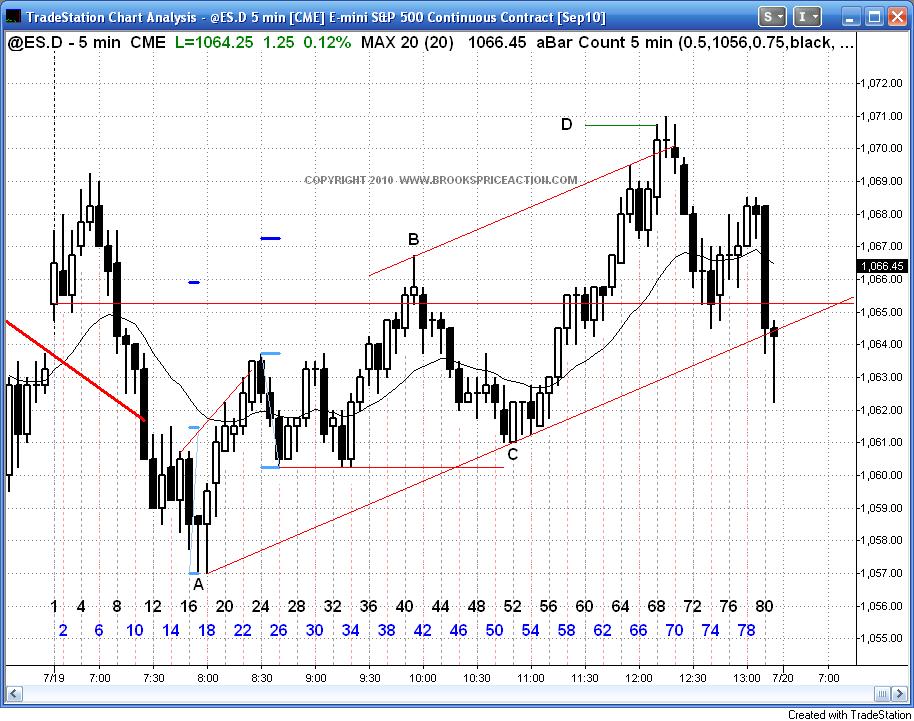 TradeStation Chart Analysis - @ES.D 5 min [CME] E-mini S&P 500 Continuous Contract [Sep10]
S I
@ES.D - 5 min CME L=1064.25 1.25 0.12% MAX 20 (20) 1066.45 aBar Count 5 min (0.5,1056,0.75,black, ...
1,072.00
1,071.00
D
1,070.00
COPYRIGHT 2010 WWW.BROOKSPRICEACTION.COM
1,069.00
1,068.00
B
1,067.00
1,066.45
1,066.00
1,065.00
1,064.00
1,063.00
1,062.00
1,061.00
C
1,060.00
1,059.00
1,058.00
1,057.00
A
1 4 8 12 16 20 24 28 32 36 40 44 48 52 56 60 64 68 72 76 80
1,056.00
2 6 10 14 18 22 26 30 34 38 42 46 50 54 58 62 66 70 74 78
1,055.00
7/19 7:00 7:30 8:00 8:30 9:00 9:30 10:00 10:30 11:00 11:30 12:00 12:30 13:00 7/20 7:00
Created with TradeStation